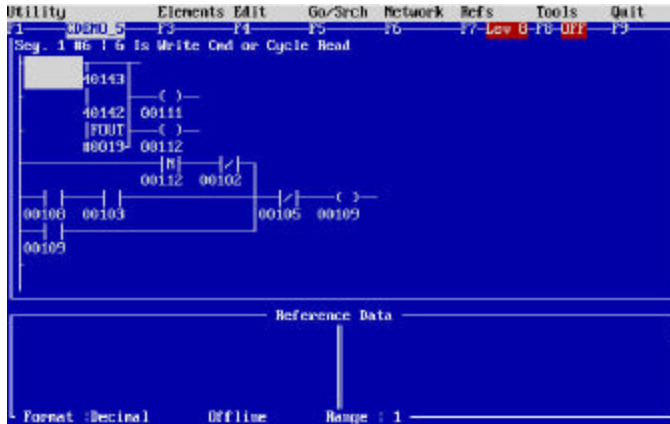 Utility Elements Edit Go/Srch Network Refs Tools Quit
F1 F3 F4 F5 F6 F7-Lev 8-F8-OFF-F9
Seg. 1 #6 / 6 Is Write Cmd or Cycle Read
40143
40142 00111
FOUT
#0019 00112
N /
00112 00102
/
00108 00103 00105 00109
00109
Reference Data
Format :Decimal Offline Range : 1